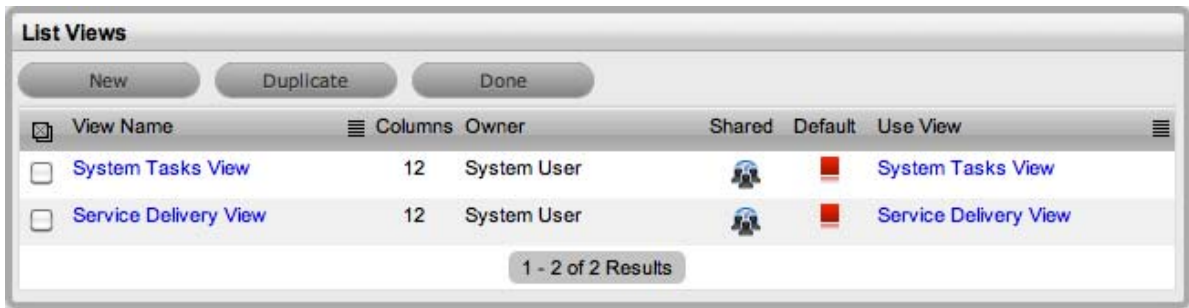 List Views
New Duplicate Done
View Name Columns Owner Shared Default Use View
System Tasks View 12 System User System Tasks View
Service Delivery View 12 System User Service Delivery View
1 - 2 of 2 Results